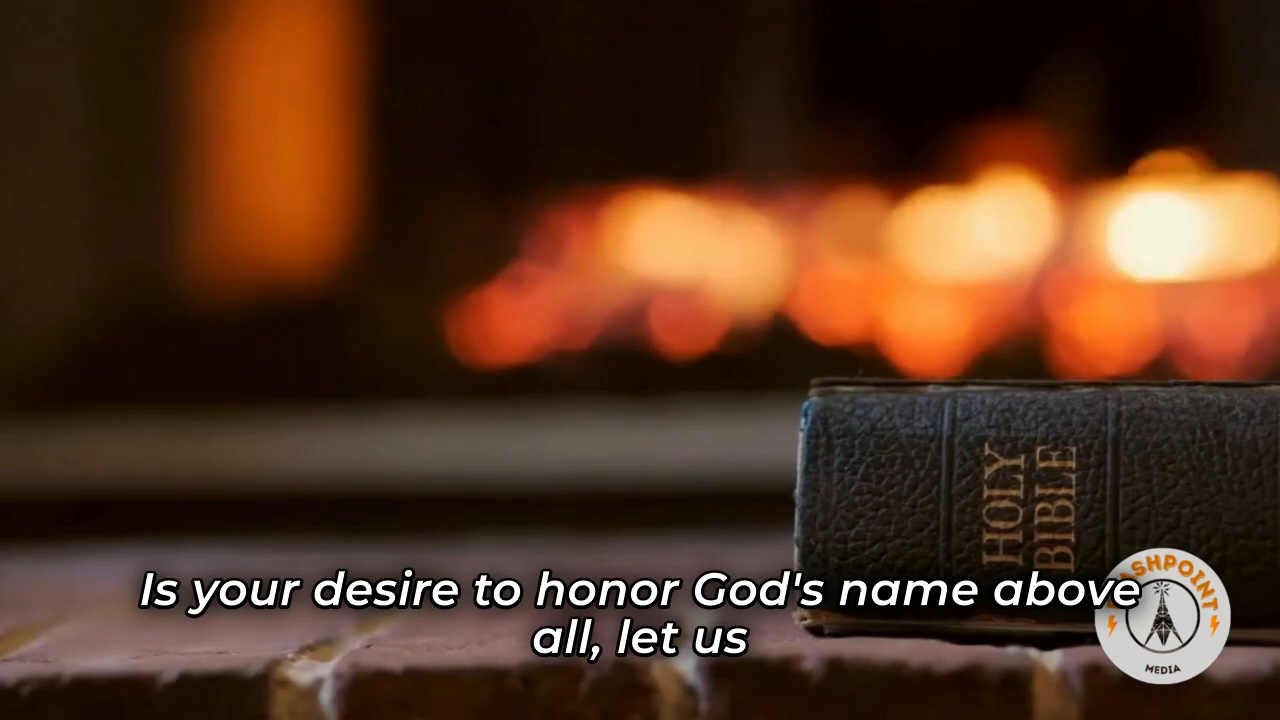 HOLY
BIBLE
Is your desire to honor God's name above
all, let us
MEDIA